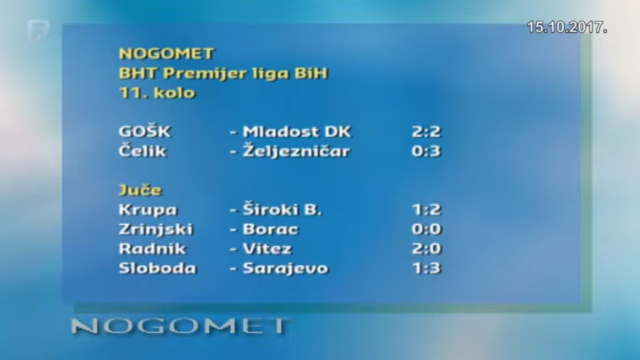 15.10.2017.
NOGOMET
BHT Premijer liga BiH
11. kolo
GOŠK - Mladost DK 2:2
Čelik - Željezničar 0:3
Juče
Krupa - Široki B. 1:2
Zrinjski - Borac 0:0
Radnik - Vitez 2:0
Sloboda - Sarajevo 1:3
NOGOMET